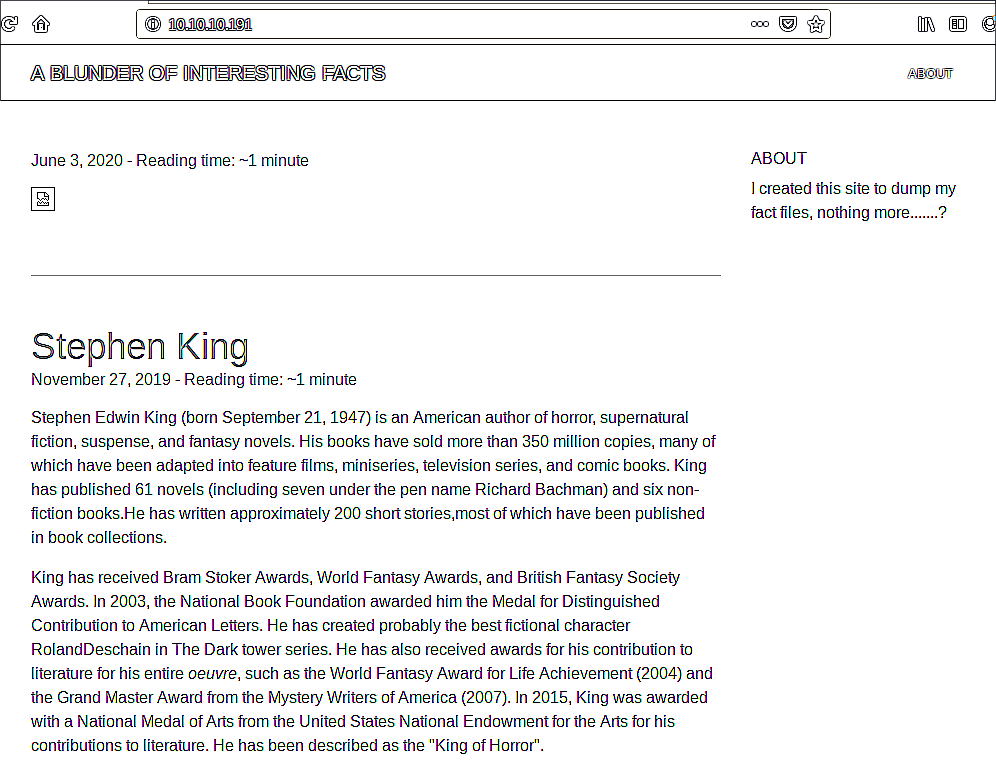 10.10.10.191
A BLUNDER OF INTERESTING FACTS
ABOUT
June 3, 2020 - Reading time: ~1 minute
Stephen King
November 27, 2019 - Reading time: ~1 minute
Stephen Edwin King (born September 21, 1947) is an American author of horror, supernatural
fiction, suspense, and fantasy novels. His books have sold more than 350 million copies, many of
which have been adapted into feature films, miniseries, television series, and comic books. King
has published 61 novels (including seven under the pen name Richard Bachman) and six non-
fiction books.He has written approximately 200 short stories,most of which have been published
in book collections.
King has received Bram Stoker Awards, World Fantasy Awards, and British Fantasy Society
Awards. In 2003, the National Book Foundation awarded him the Medal for Distinguished
Contribution to American Letters. He has created probably the best fictional character
RolandDeschain in The Dark tower series. He has also received awards for his contribution to
literature for his entire oeuvre, such as the World Fantasy Award for Life Achievement (2004) and
the Grand Master Award from the Mystery Writers of America (2007). In 2015, King was awarded
with a National Medal of Arts from the United States National Endowment for the Arts for his
contributions to literature. He has been described as the "King of Horror".
ABOUT
I created this site to dump my
fact files, nothing more.......?